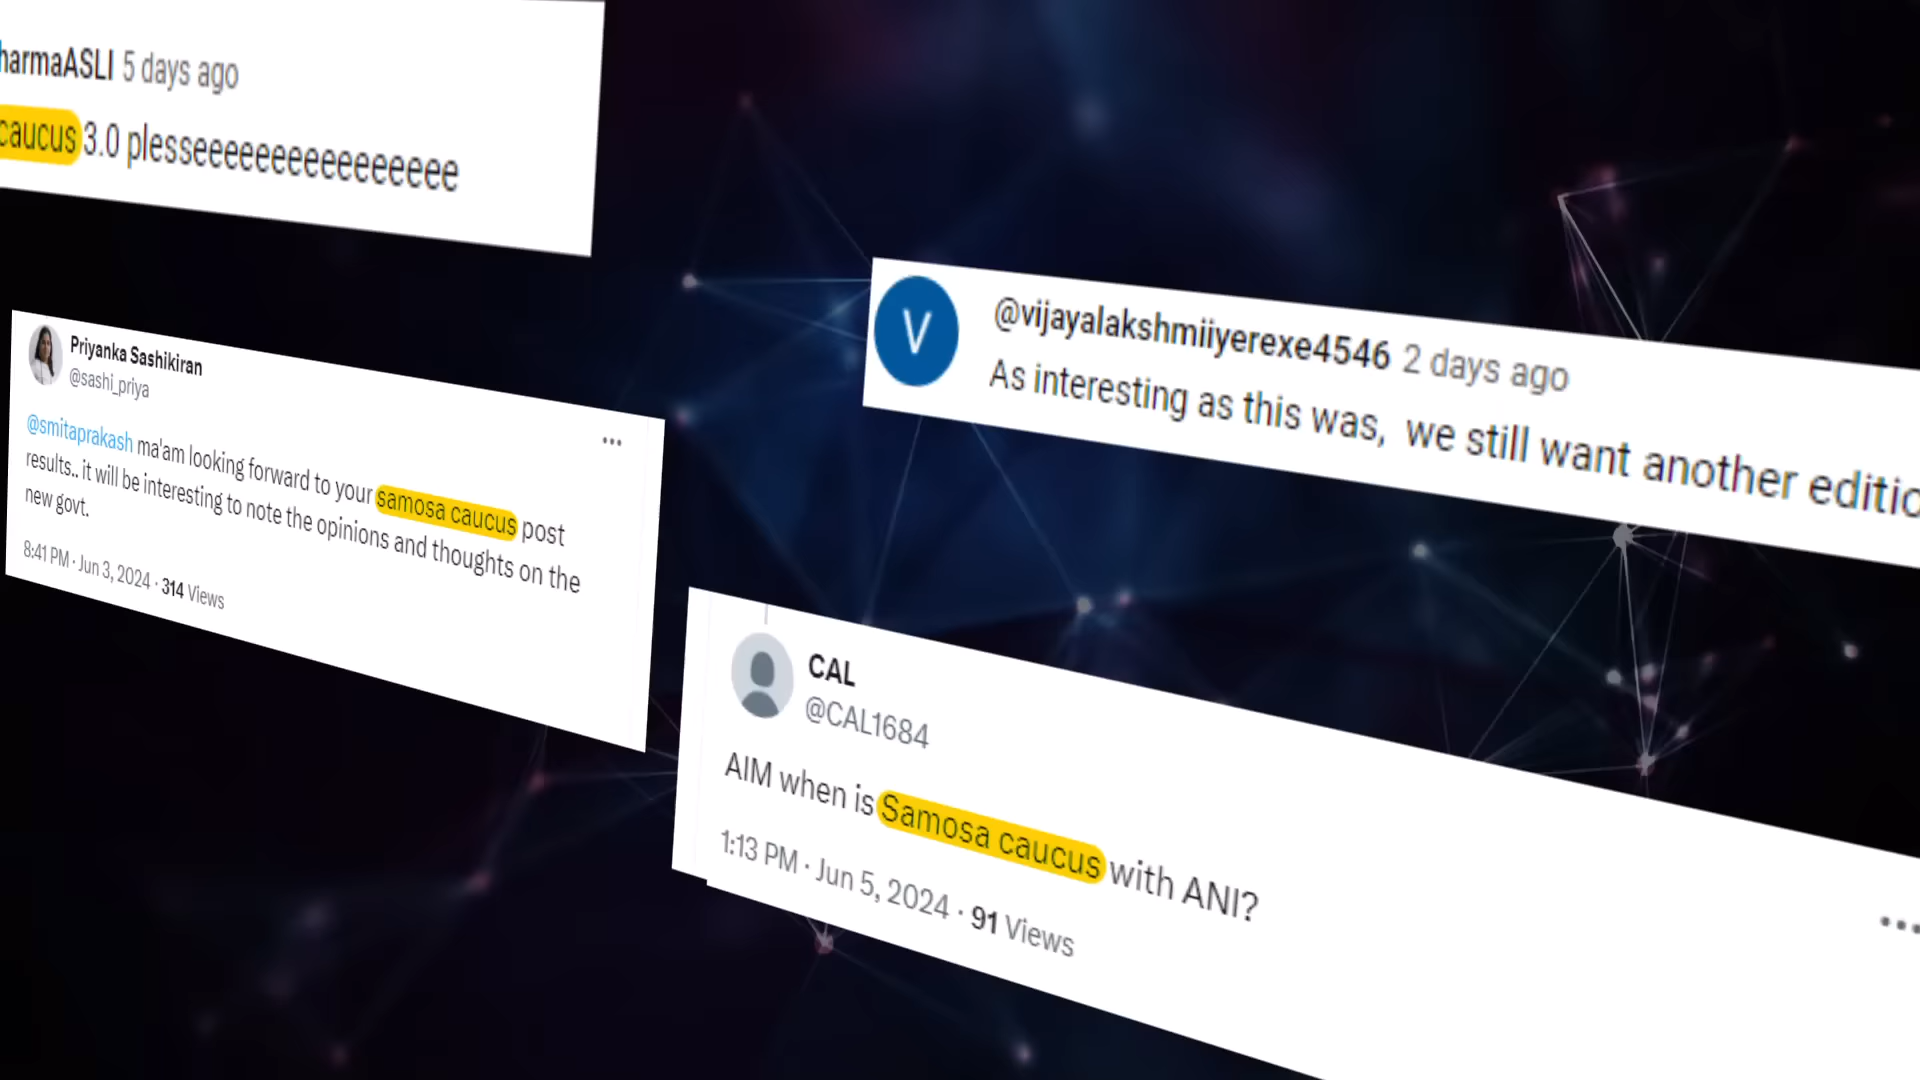 harmaASLI 5 days ago
caucus 3.0 plesseeeeeeeeeeeeeeeee
Priyanka Sashikiran
@sashi_priya
@smitaprakash ma'am looking forward to your samosa caucus post
results.. it will be interesting to note the opinions and thoughts on the
new govt.
8:41 PM · Jun 3, 2024 · 314 Views
V
@vijayalakshmiiyerexe4546 2 days ago
As interesting as this was, we still want another editio
CAL
@CAL1684
AIM when is Samosa caucus with ANI?
1:13 PM · Jun 5, 2024 · 91 Views